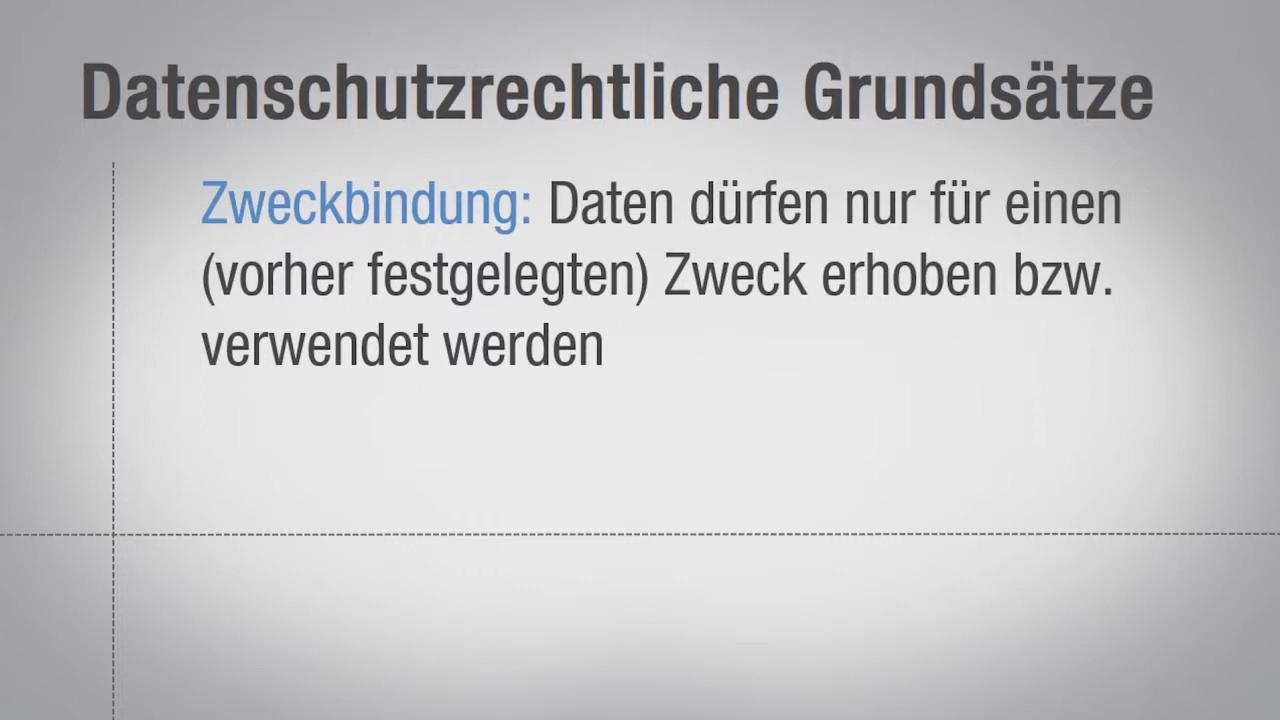 Datenschutzrechtliche Grundsätze
Zweckbindung: Daten dürfen nur für einen
(vorher festgelegten) Zweck erhoben bzw.
verwendet werden